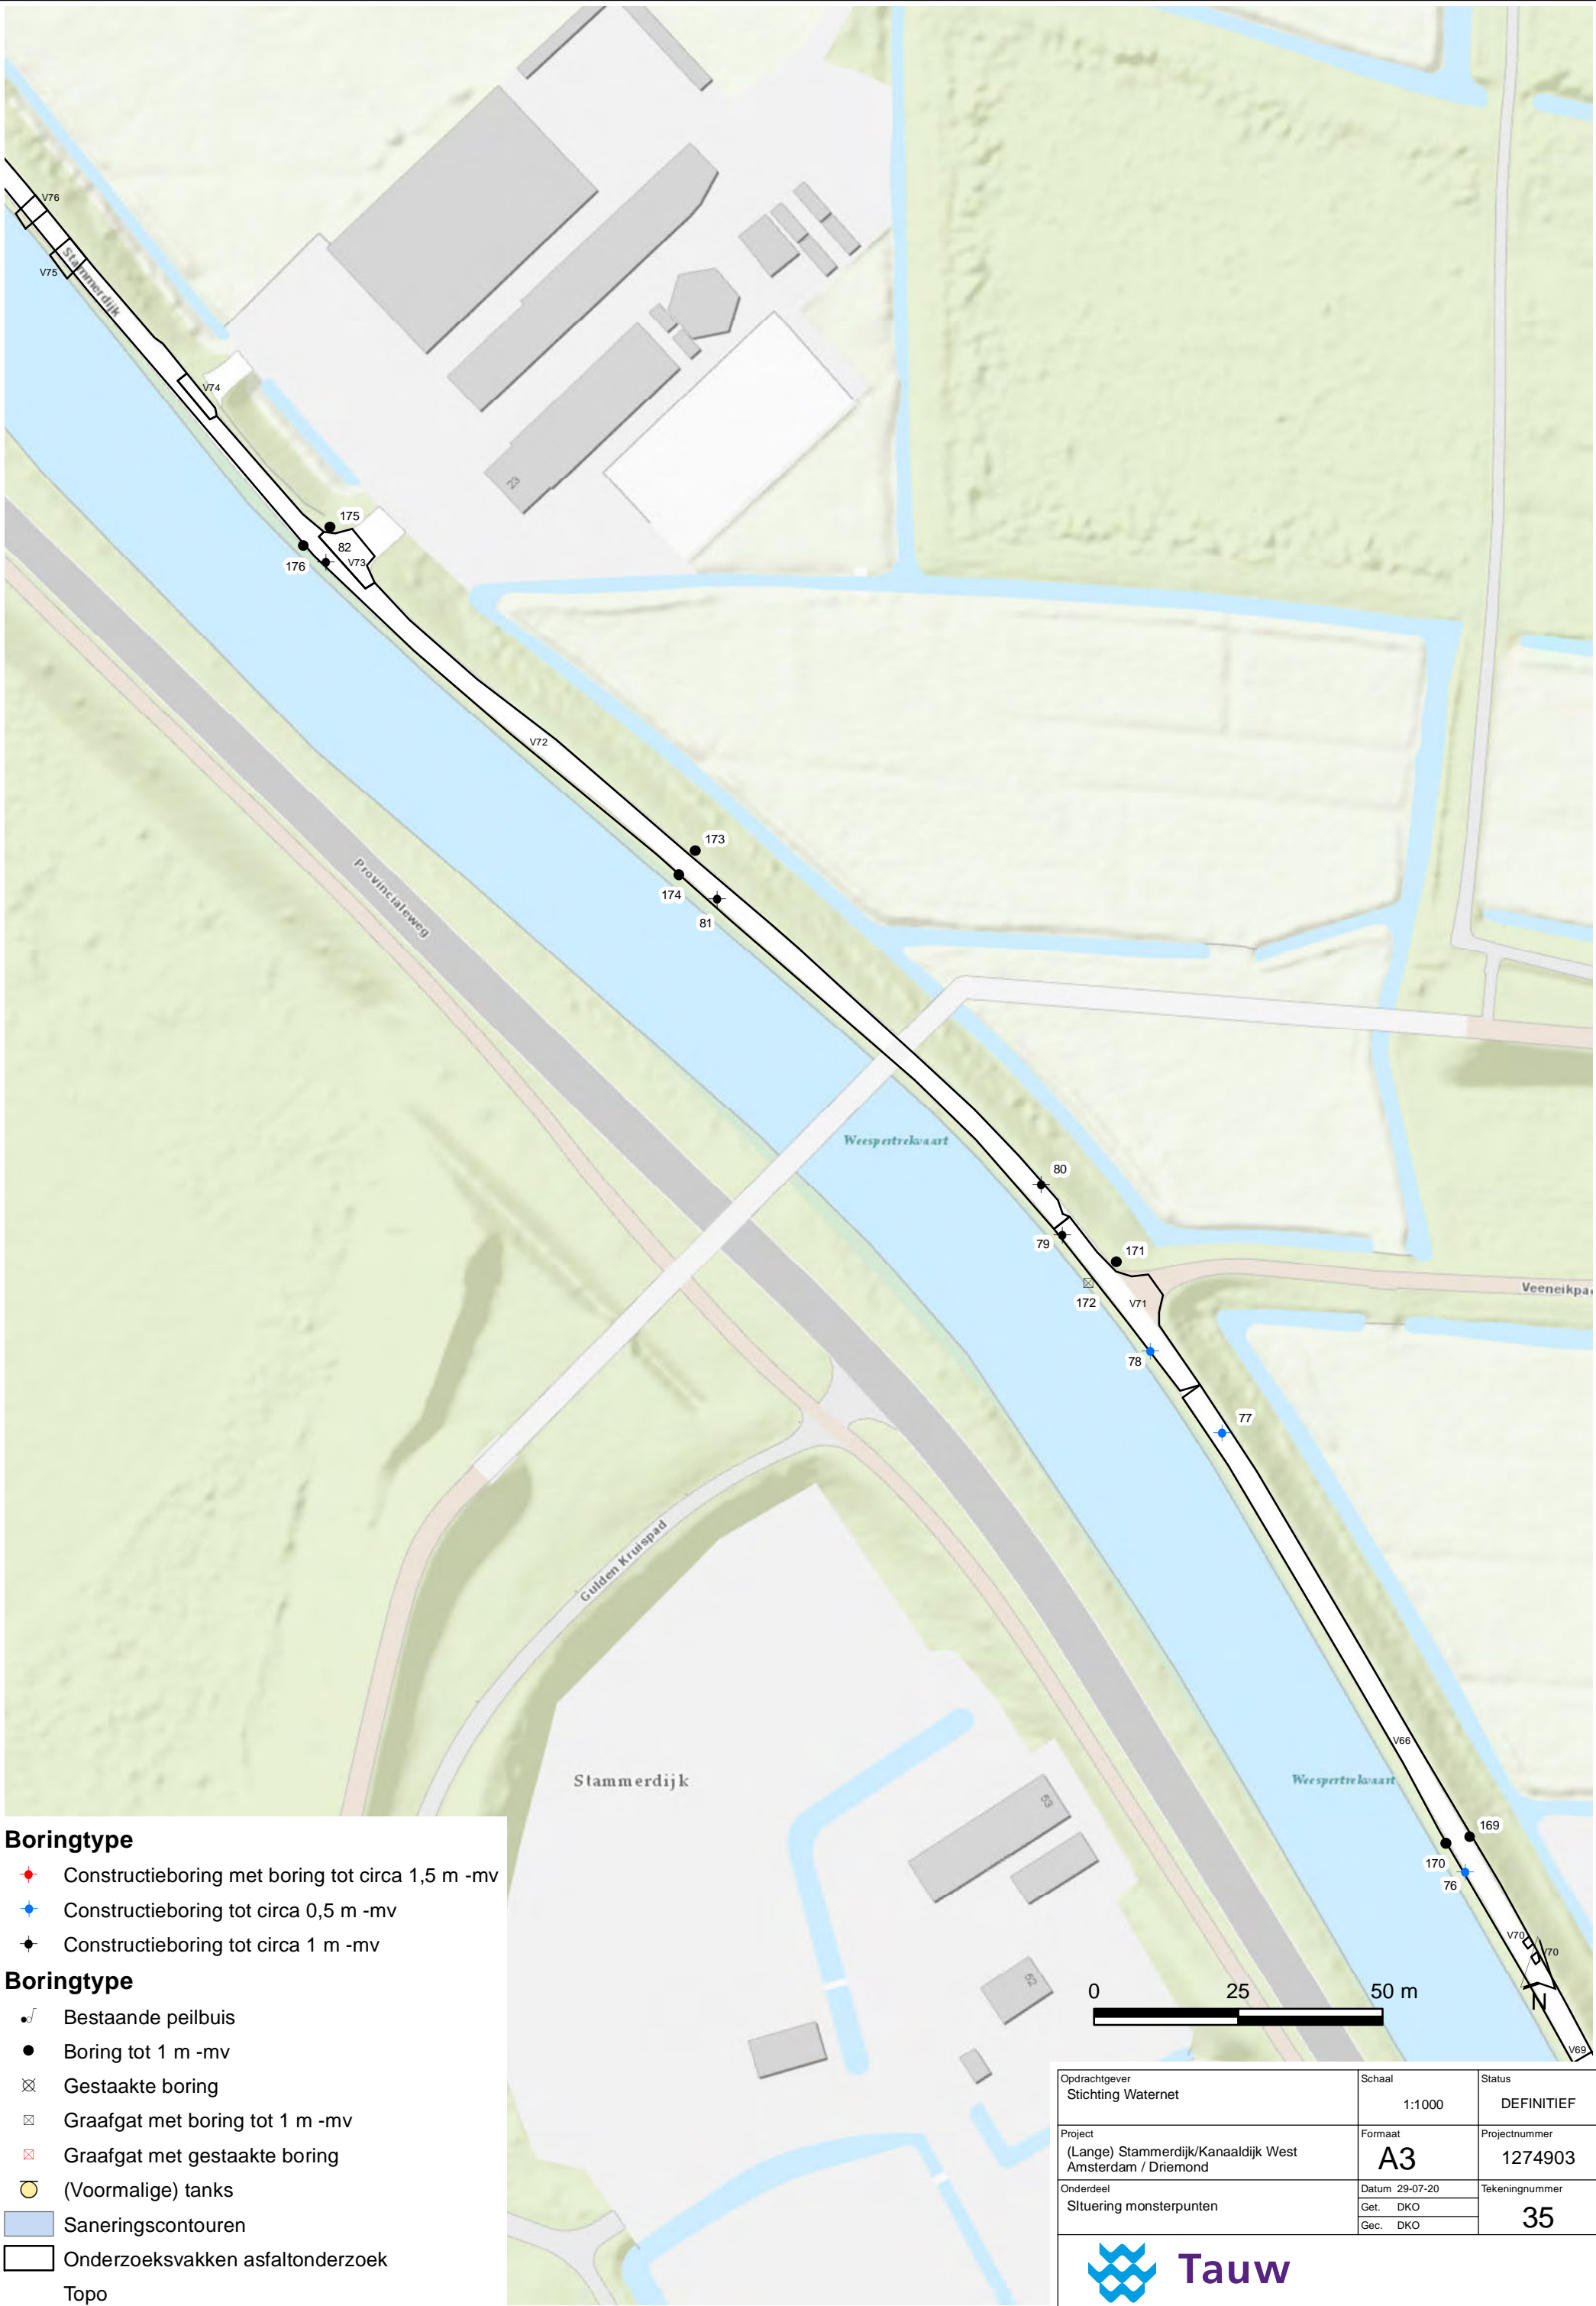 V76
Stammerdijk
V75
V74
23
175
82
V73
176
V72
173
174
81
Provincialeweg
Weespertrekvaart
80
79
171
172
V71
Veeneikpa
78
77
Gulden Kruispad
V66
Stammerdijk
Weespertrekvaart
53
169
170
76
V70
V70
62
N
V69
0 25 50 m
Boringtype
Constructieboring met boring tot circa 1,5 m -mv
Constructieboring tot circa 0,5 m -mv
Constructieboring tot circa 1 m -mv
Boringtype
Bestaande peilbuis
Boring tot 1 m -mv
Gestaakte boring
Graafgat met boring tot 1 m -mv
Graafgat met gestaakte boring
(Voormalige) tanks
Saneringscontouren
Onderzoeksvakken asfaltonderzoek
Topo
Opdrachtgever
Stichting Waternet
Schaal
1:1000
Status
DEFINITIEF
Project
(Lange) Stammerdijk/Kanaaldijk West
Amsterdam / Driemond
Formaat
A3
Projectnummer
1274903
Onderdeel
SItuering monsterpunten
Datum 29-07-20
Get. DKO
Gec. DKO
Tekeningnummer
35
Tauw